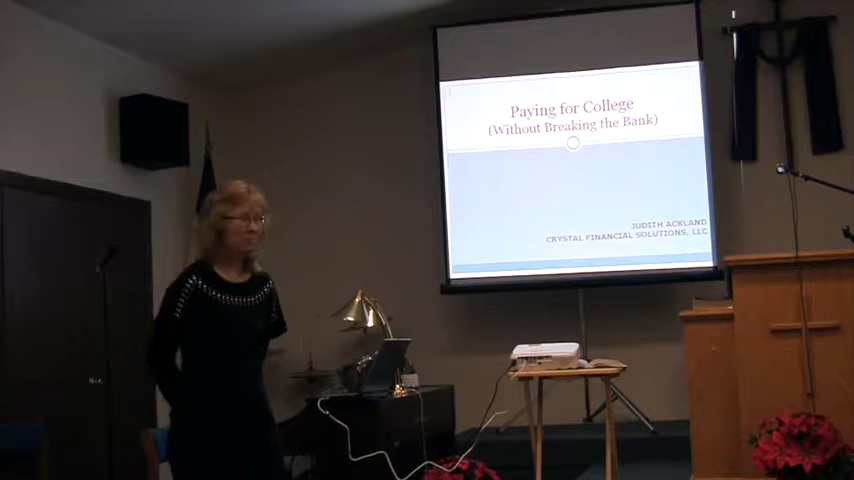 Paying for College
(Without Breaking the Bank)
JUDITH ACKLAND
CRYSTAL FINANCIAL SOLUTIONS, LLC